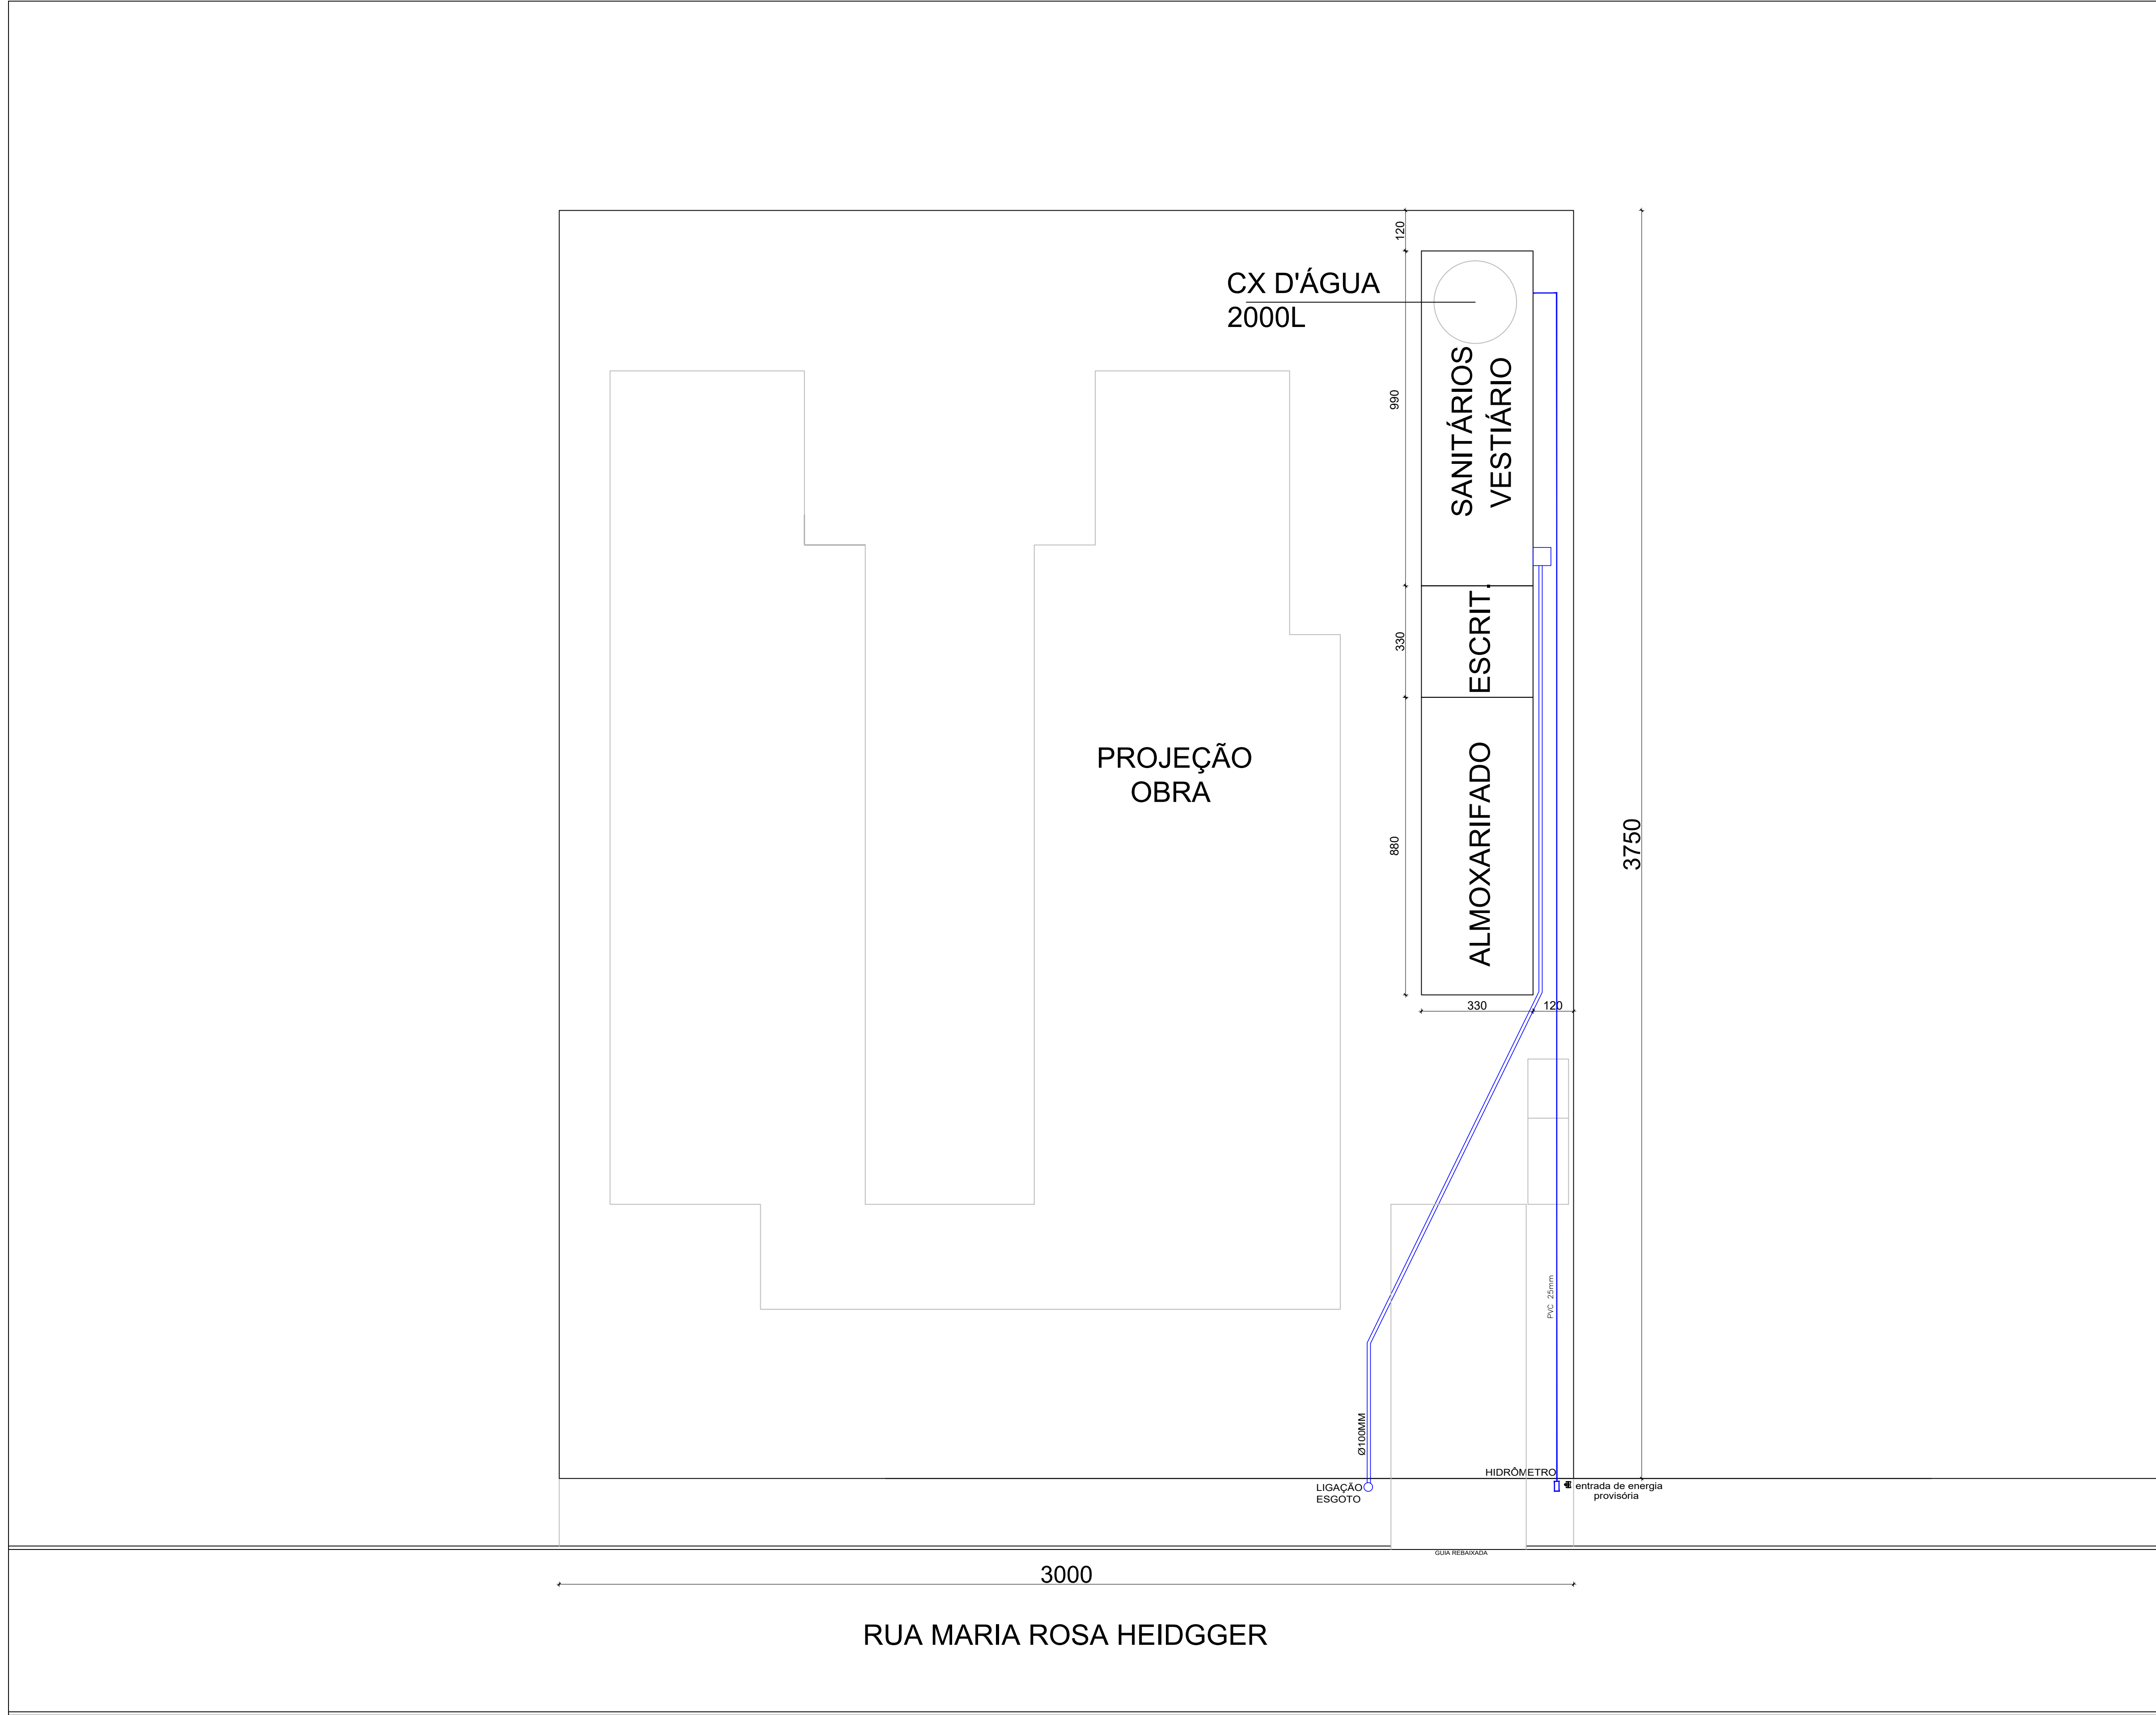 120
CX D'ÁGUA
2000L
990
SANITÁRIOS
VESTIÁRIO
330
ESCRIT.
PROJEÇÃO
OBRA
880
ALMOXARIFADO
3750
330
120
PVC 25mm
Ø100MM
HIDRÔMETRO
LIGAÇÃO
ESGOTO
entrada de energia
provisória
GUIA REBAIXADA
3000
RUA MARIA ROSA HEIDGGER